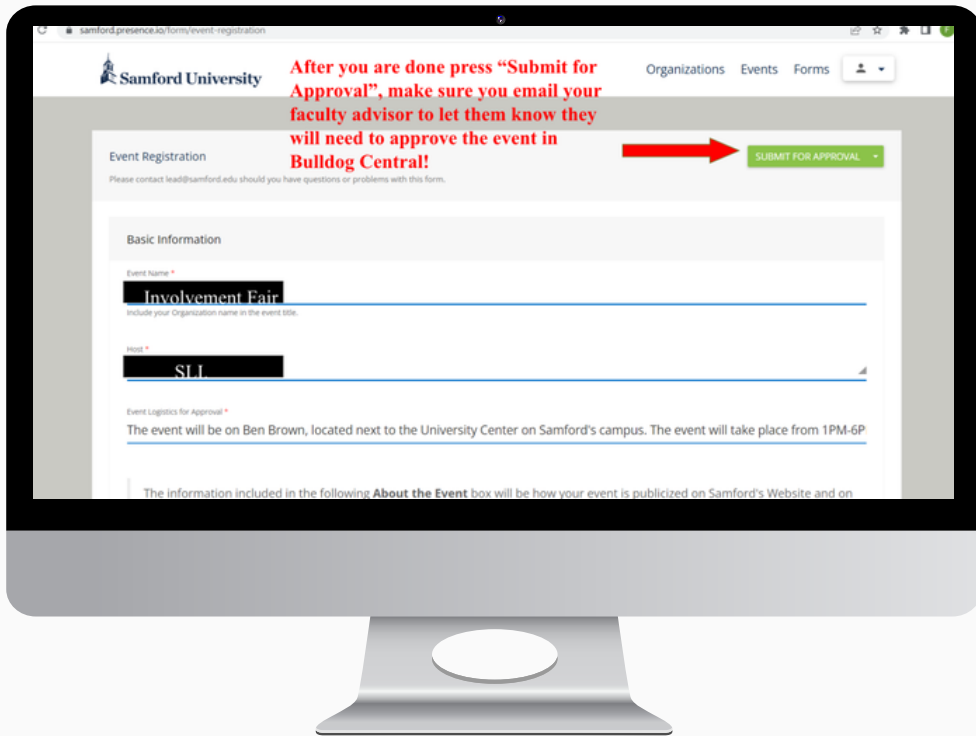 samford.presence.io/form/event-registration
Samford University
Organizations Events Forms
After you are done press “Submit for
Approval”, make sure you email your
faculty advisor to let them know they
will need to approve the event in
Bulldog Central!
Event Registration
SUBMIT FOR APPROVAL
Please contact lead@samford.edu should you have questions or problems with this form.
Basic Information
Event Name *
Involvement Fair
Include your Organization name in the event title.
Host *
SLL
Event Logistics for Approval *
The event will be on Ben Brown, located next to the University Center on Samford's campus. The event will take place from 1PM-6P
The information included in the following About the Event box will be how your event is publicized on Samford's Website and on